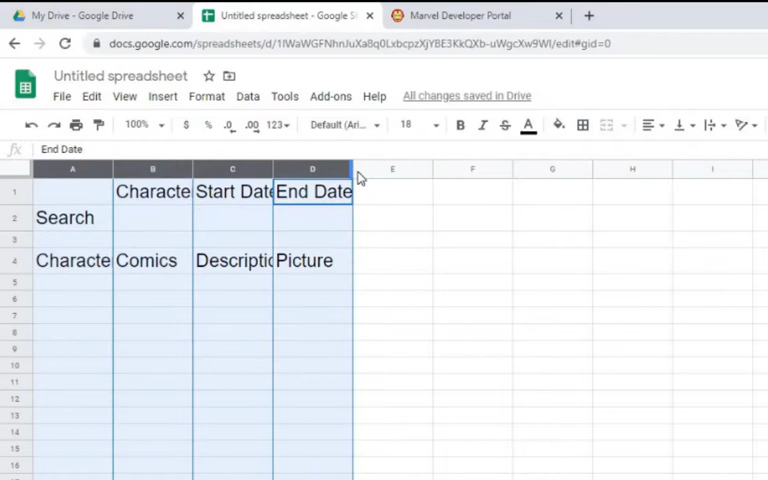 My Drive - Google Drive × Untitled spreadsheet - Google S × Marvel Developer Portal × +
docs.google.com/spreadsheets/d/1IWaWGFNhnJuXa8q0LxbcpzXjYBE3KkQXb-uWgcXw9WI/edit#gid=0
Untitled spreadsheet
File Edit View Insert Format Data Tools Add-ons Help All changes saved in Drive
100% $ % .0 .00 123 Default (Ari... 18 B I S A
fx End Date
A B C D E F G H I
1 Characte Start Date End Date
2 Search
3
4 Characte Comics Descriptic Picture
5
6
7
8
9
10
11
12
13
14
15
16